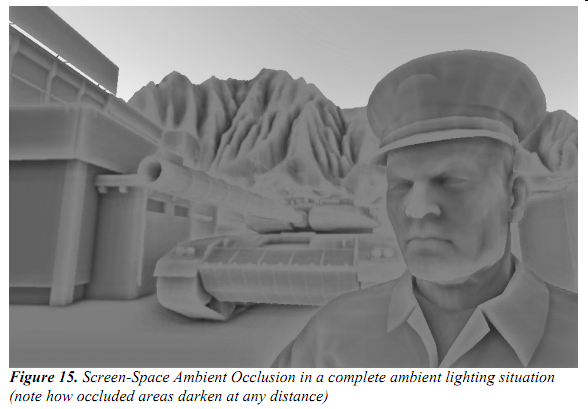 Figure 15. Screen-Space Ambient Occlusion in a complete ambient lighting situation
(note how occluded areas darken at any distance)